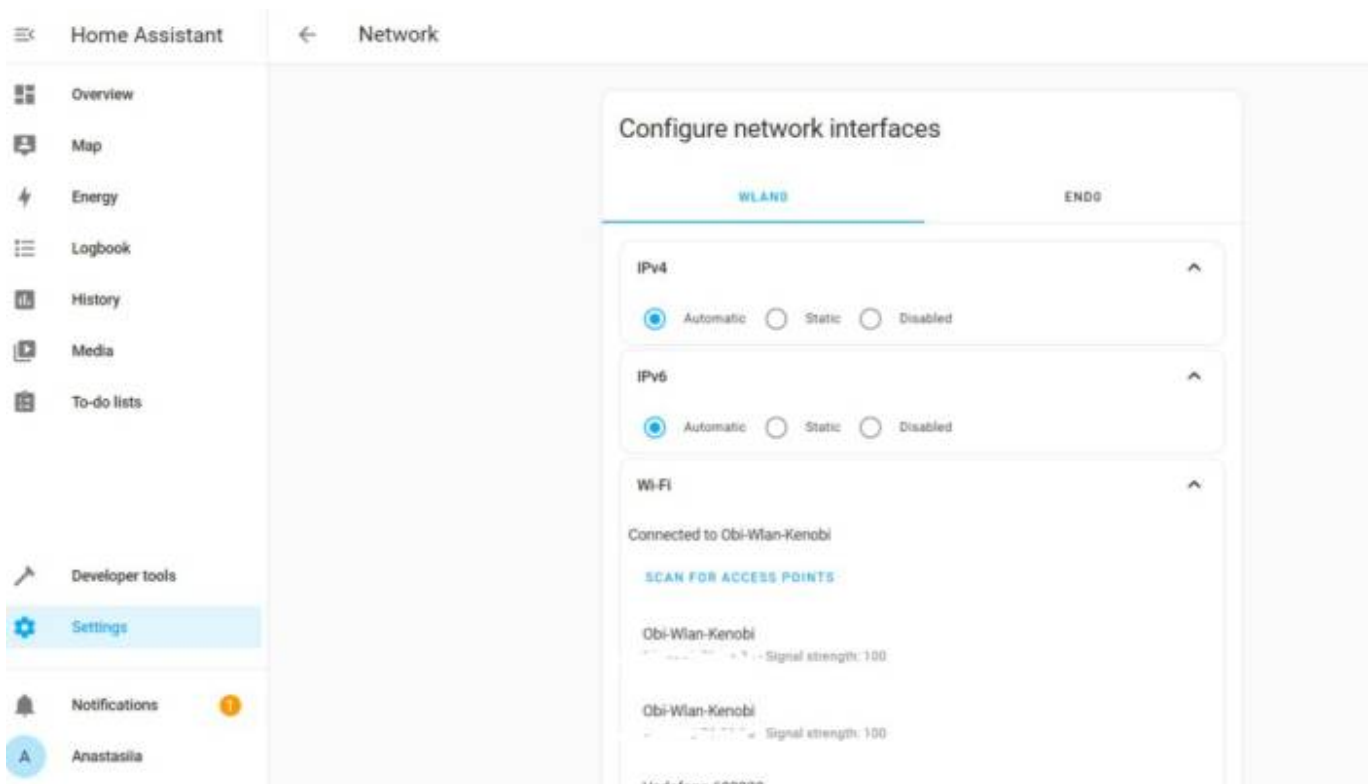 Home Assistant
Network
Overview
Map
Energy
Logbook
History
Media
To-do lists
Developer tools
Settings
Notifications
A Anastasiia
Configure network interfaces
WLAN0 END0
IPv4
Automatic Static Disabled
IPv6
Automatic Static Disabled
Wi-Fi
Connected to Obi-Wlan-Kenobi
SCAN FOR ACCESS POINTS
Obi-Wlan-Kenobi
Signal strength: 100
Obi-Wlan-Kenobi
Signal strength: 100